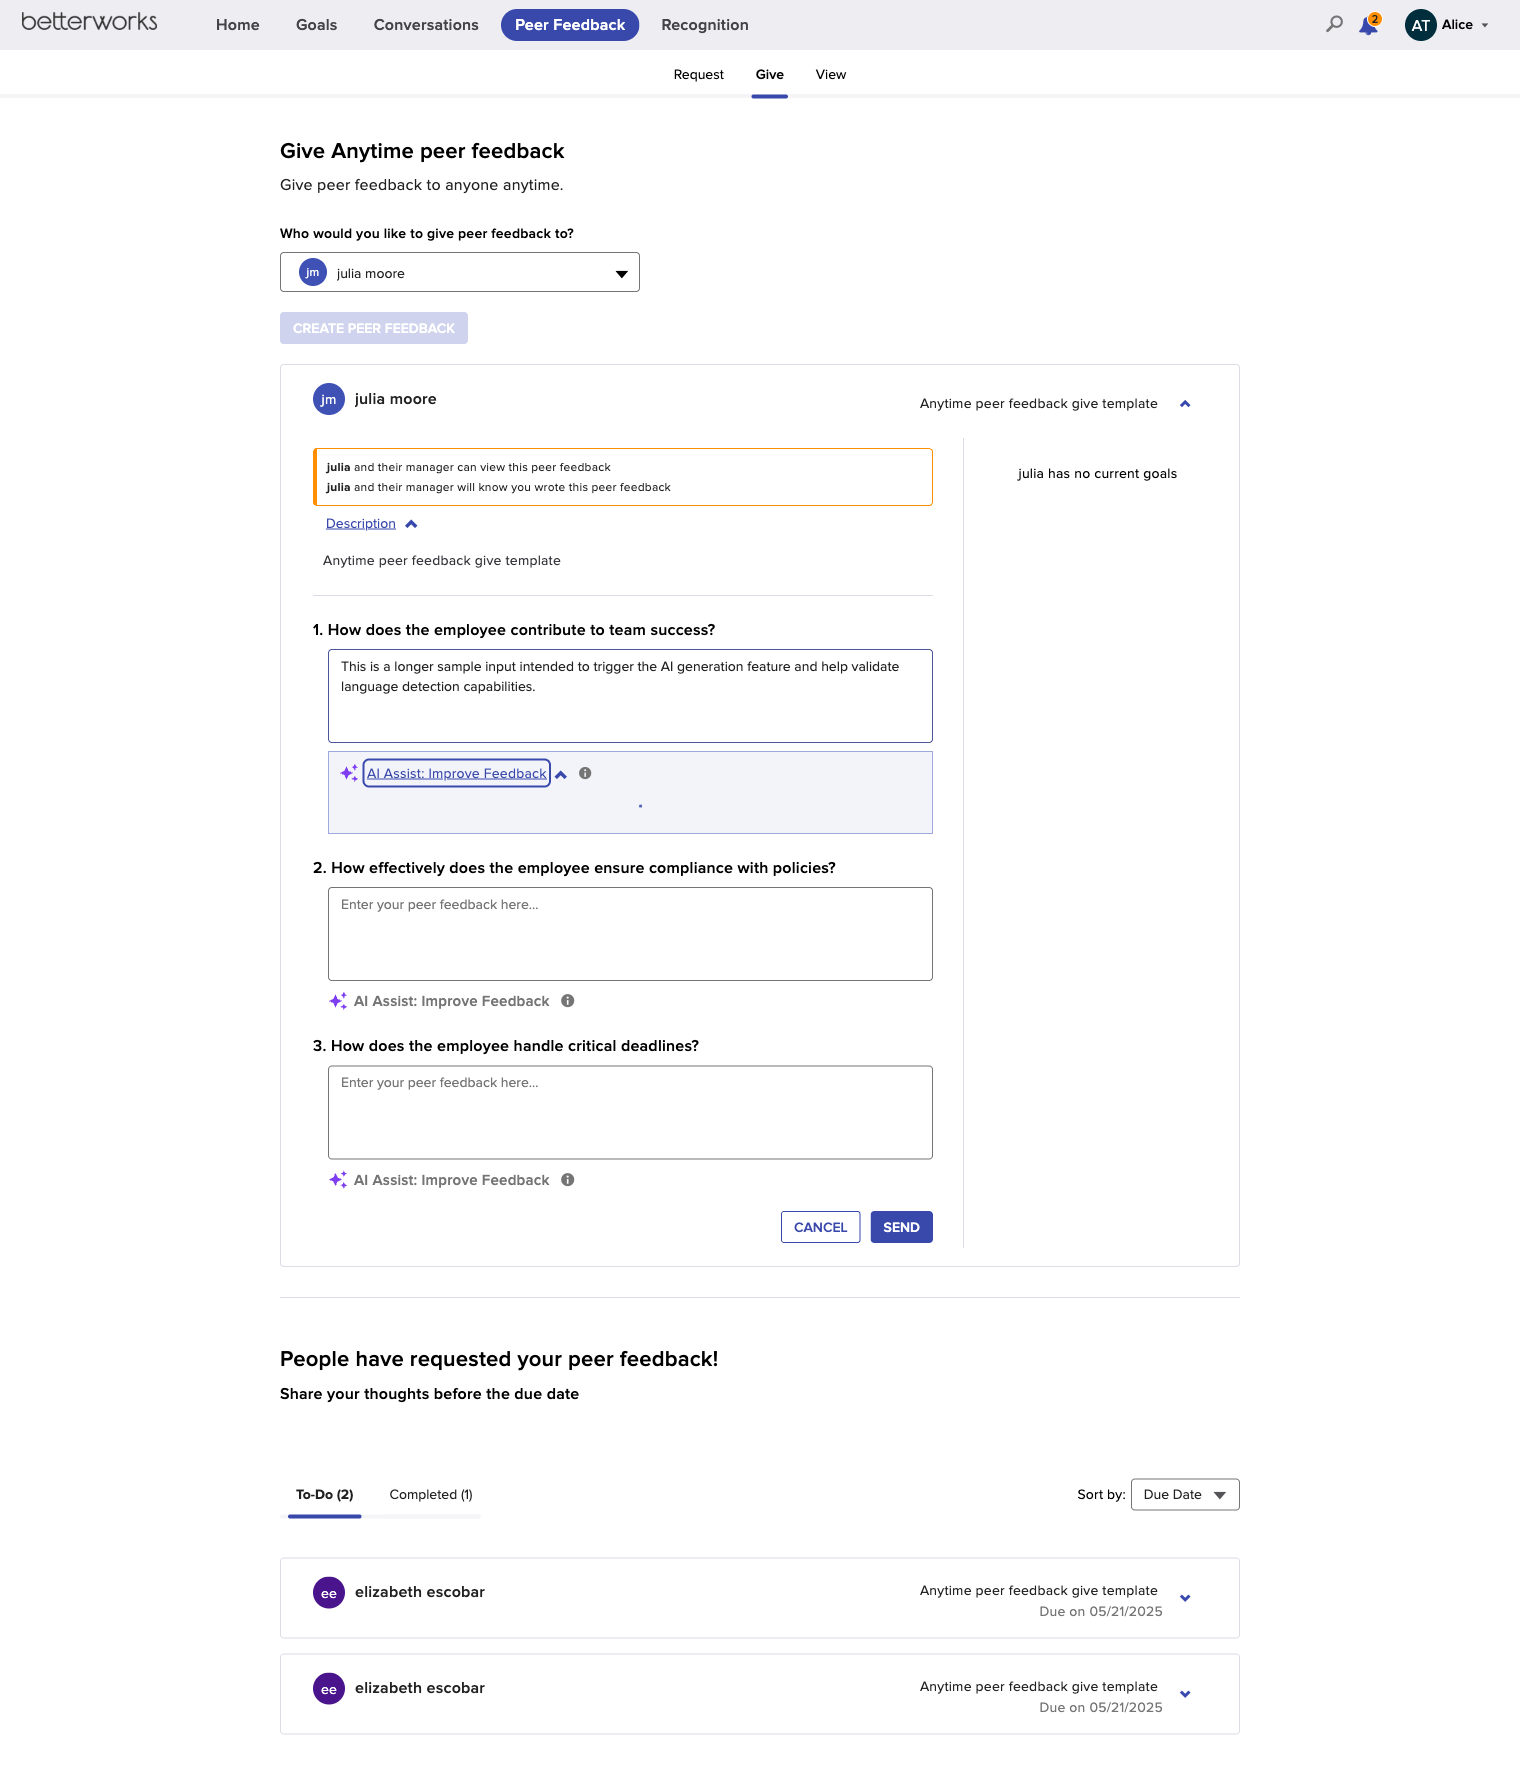 betterworks
Home
Goals
Conversations
Peer Feedback
Recognition
2
AT
Alice
Request
Give
View
Give Anytime peer feedback
Give peer feedback to anyone anytime.
Who would you like to give peer feedback to?
jm
julia moore
CREATE PEER FEEDBACK
jm
julia moore
Anytime peer feedback give template
julia and their manager can view this peer feedback
julia and their manager will know you wrote this peer feedback
julia has no current goals
Description
Anytime peer feedback give template
1. How does the employee contribute to team success?
This is a longer sample input intended to trigger the AI generation feature and help validate
language detection capabilities.
AI Assist: Improve Feedback
2. How effectively does the employee ensure compliance with policies?
Enter your peer feedback here...
AI Assist: Improve Feedback
3. How does the employee handle critical deadlines?
Enter your peer feedback here...
AI Assist: Improve Feedback
CANCEL
SEND
People have requested your peer feedback!
Share your thoughts before the due date
To-Do (2)
Completed (1)
Sort by:
Due Date
ee
elizabeth escobar
Anytime peer feedback give template
Due on 05/21/2025
ee
elizabeth escobar
Anytime peer feedback give template
Due on 05/21/2025